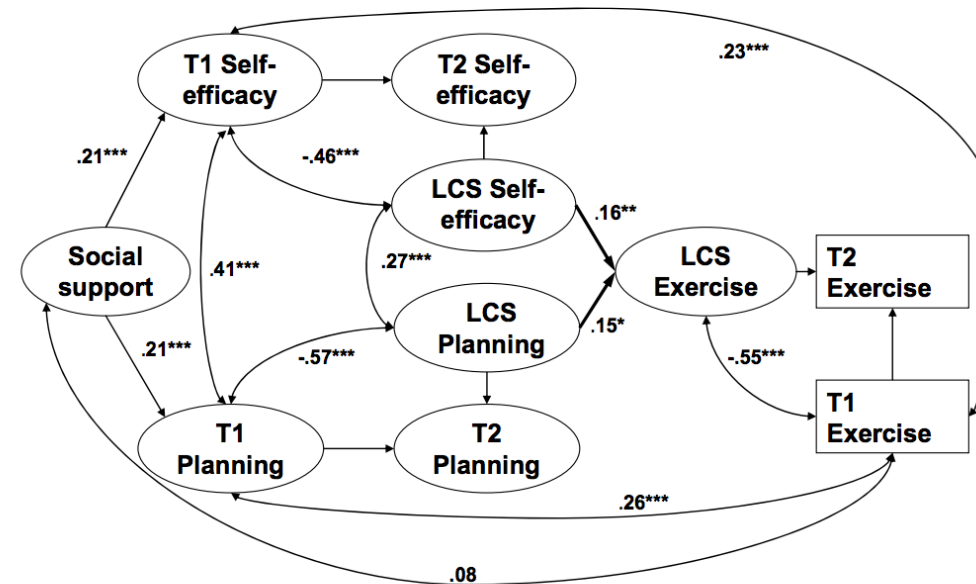 T1 Self-
efficacy
T2 Self-
efficacy
.23***
.21***
-.46***
LCS Self-
efficacy
.16**
Social
support
.41***
.27***
LCS
Exercise
T2
Exercise
LCS
Planning
.15*
.21***
-.57***
-.55***
T1
Exercise
T1
Planning
T2
Planning
.26***
.08